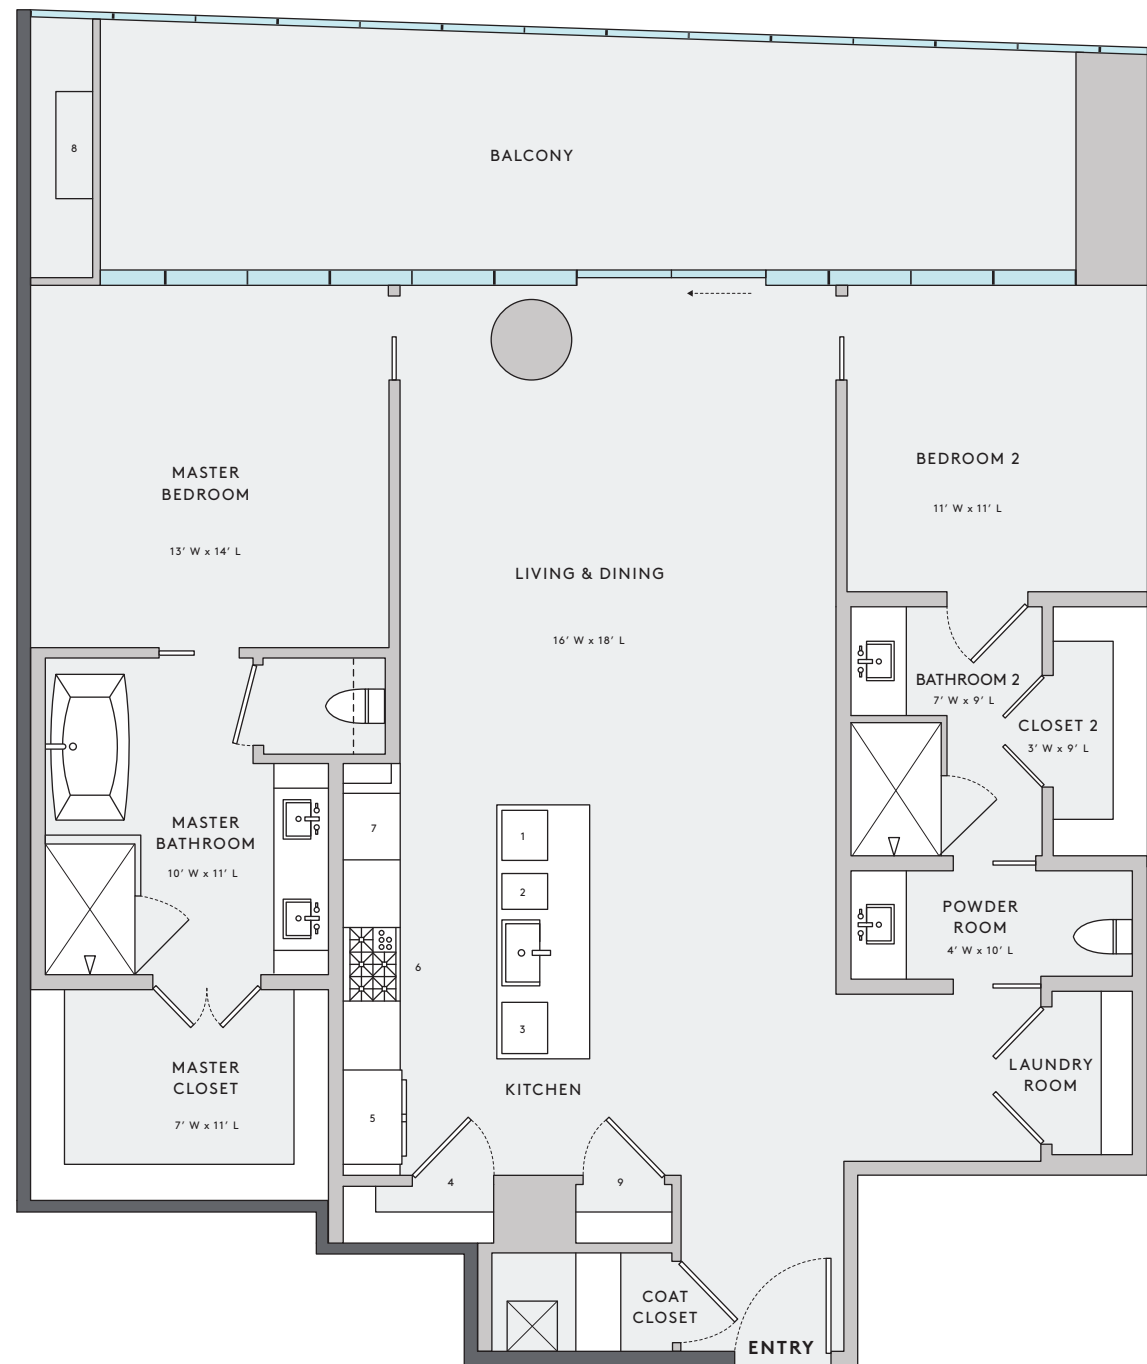 8
BALCONY
MASTER
BEDROOM
13' W x 14' L
LIVING & DINING
16' W x 18' L
BEDROOM 2
11' W x 11' L
BATHROOM 2
7' W x 9' L
CLOSET 2
3' W x 9' L
MASTER
BATHROOM
10' W x 11' L
7
1
2
6
3
5
POWDER
ROOM
4' W x 10' L
MASTER
CLOSET
7' W x 11' L
KITCHEN
LAUNDRY
ROOM
4
9
COAT
CLOSET
ENTRY